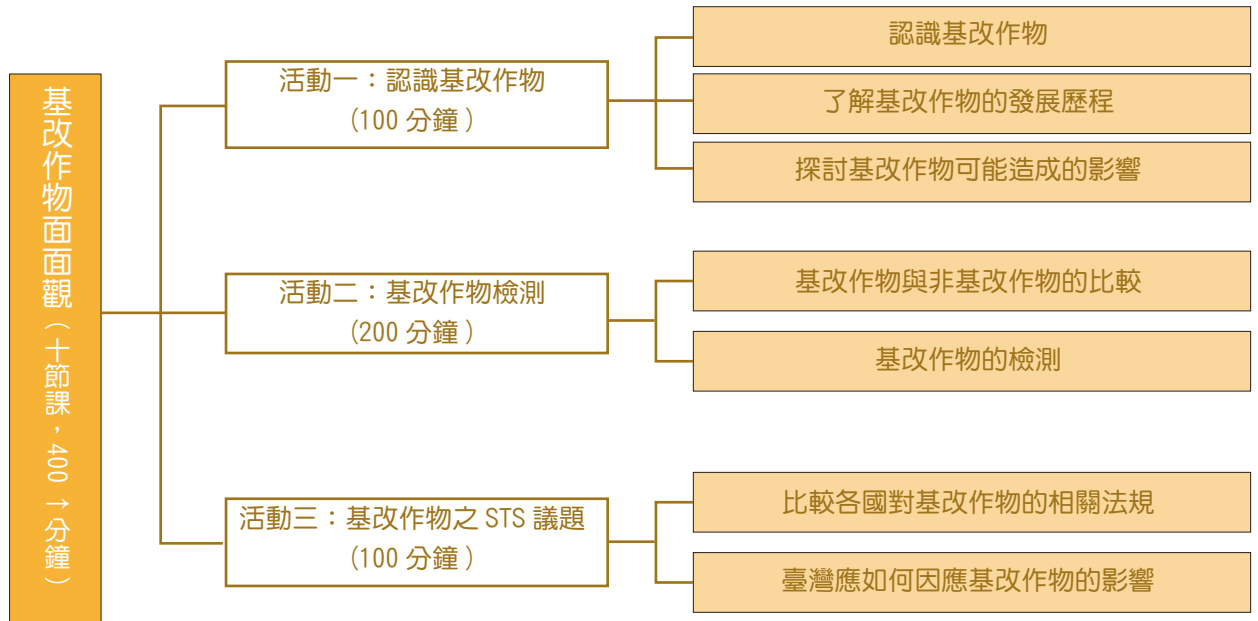 基改作物面面觀（十節課，400 → 分鐘）
活動一：認識基改作物
(100 分鐘 )
認識基改作物
了解基改作物的發展歷程
探討基改作物可能造成的影響
活動二：基改作物檢測
(200 分鐘 )
基改作物與非基改作物的比較
基改作物的檢測
活動三：基改作物之 STS 議題
(100 分鐘 )
比較各國對基改作物的相關法規
臺灣應如何因應基改作物的影響